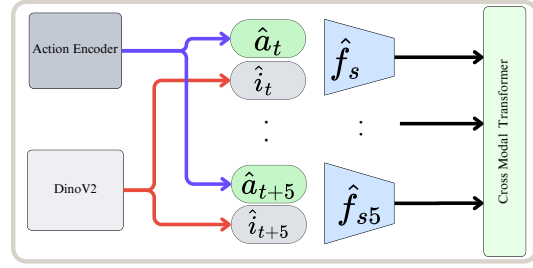 Action Encoder
â_t
î_t
f̂_s
:
:
DinoV2
â_{t+5}
î_{t+5}
f̂_{s5}
Cross Modal Transformer